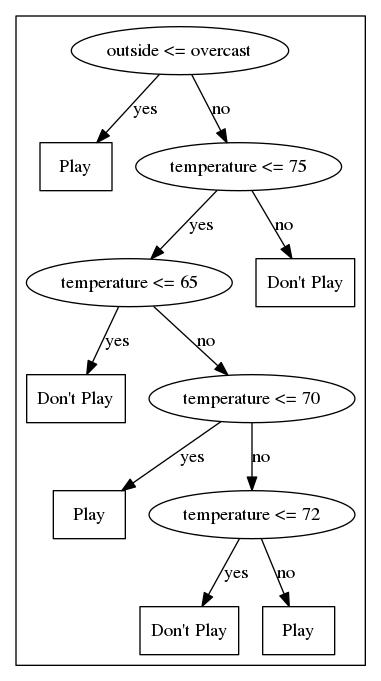 outside <= overcast
yes
no
Play
temperature <= 75
yes
no
temperature <= 65
Don't Play
yes
no
Don't Play
temperature <= 70
yes
no
Play
temperature <= 72
yes
no
Don't Play
Play